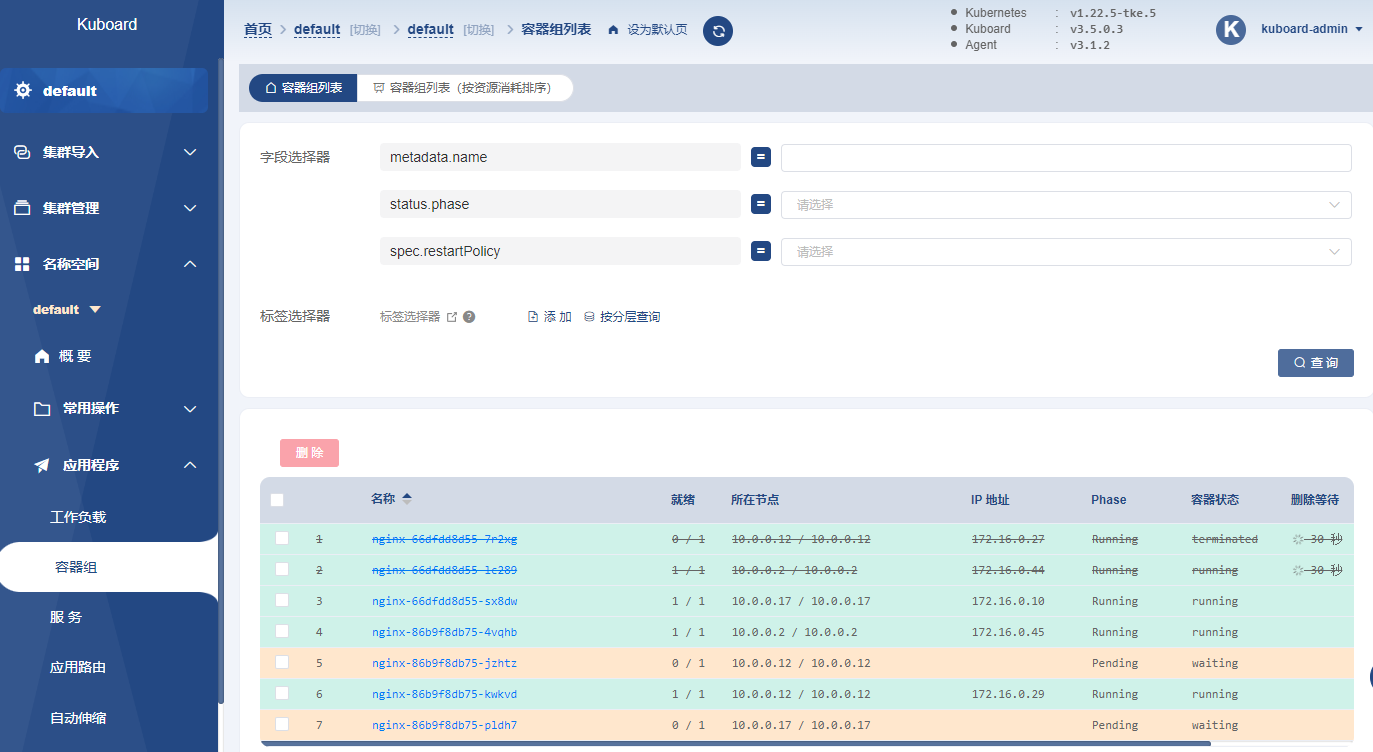 Kuboard
首页 default [切换] default [切换] 容器组列表 设为默认页
Kubernetes : v1.22.5-tke.5
Kuboard : v3.5.0.3
Agent : v3.1.2
K kuboard-admin
default
集群导入
集群管理
名称空间
default
概 要
常用操作
应用程序
工作负载
容器组
服 务
应用路由
自动伸缩
容器组列表 容器组列表（按资源消耗排序）
字段选择器 metadata.name =
status.phase = 请选择
spec.restartPolicy = 请选择
标签选择器 标签选择器 ? 添 加 按分层查询
查 询
删 除
名称 就绪 所在节点 IP 地址 Phase 容器状态 删除等待
1 nginx-66dfdd8d55-7r2xg 0 / 1 10.0.0.12 / 10.0.0.12 172.16.0.27 Running terminated 30 秒
2 nginx-66dfdd8d55-lc289 1 / 1 10.0.0.2 / 10.0.0.2 172.16.0.44 Running running 30 秒
3 nginx-66dfdd8d55-sx8dw 1 / 1 10.0.0.17 / 10.0.0.17 172.16.0.10 Running running
4 nginx-86b9f8db75-4vqhb 1 / 1 10.0.0.2 / 10.0.0.2 172.16.0.45 Running running
5 nginx-86b9f8db75-jzhtz 0 / 1 10.0.0.12 / 10.0.0.12 Pending waiting
6 nginx-86b9f8db75-kwkvd 1 / 1 10.0.0.12 / 10.0.0.12 172.16.0.29 Running running
7 nginx-86b9f8db75-pldh7 0 / 1 10.0.0.17 / 10.0.0.17 Pending waiting